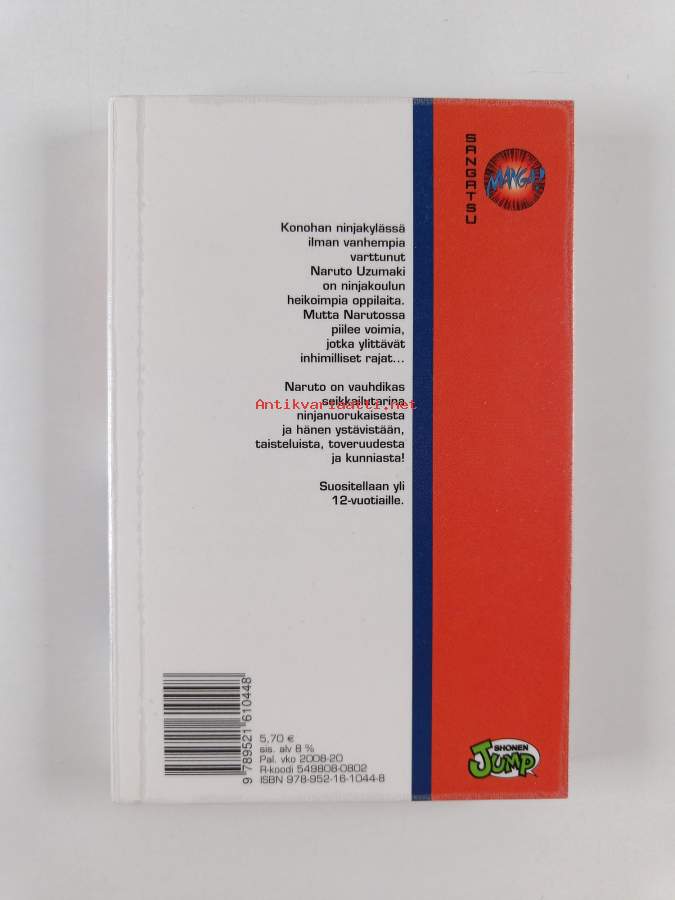 SANGATSU
MANGA!
Konohan ninjakylässä
ilman vanhempia
varttunut
Naruto Uzumaki
on ninjakoulun
heikoimpia oppilaita.
Mutta Narutossa
piilee voimia,
jotka ylittävät
inhimilliset rajat...
Naruto on vauhdikas
seikkailutarina
Antikvariaatti.net
ninjanuorukaisesta
ja hänen ystävistään,
taisteluista, toveruudesta
ja kunniasta!
Suositellaan yli
12-vuotiaille.
9 789521 610448
5,70 €
sis. alv 8 %
Pal. vko 2008-20
R-koodi 549808-0802
ISBN 978-952-16-1044-8
SHONEN
JUMP